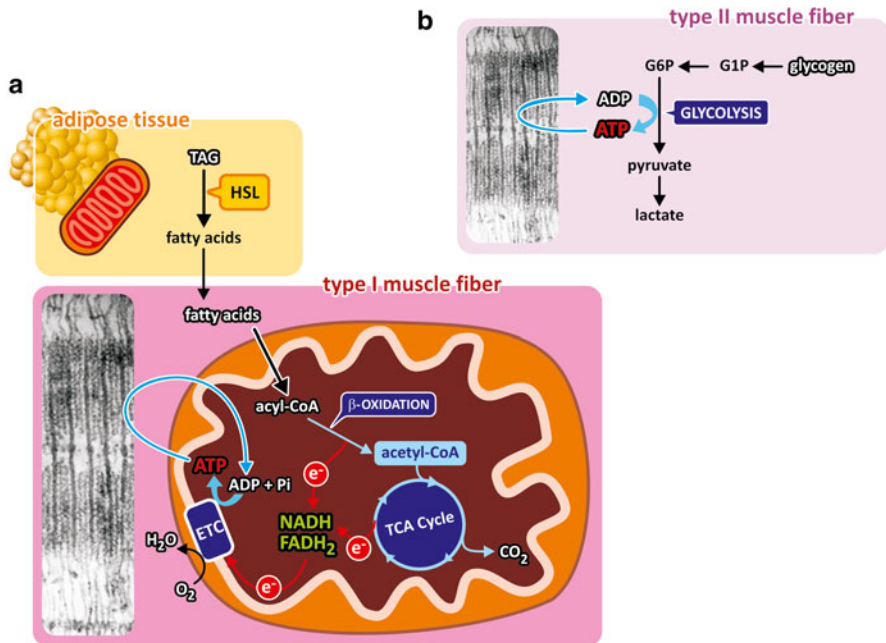 a
adipose tissue
TAG
HSL
fatty acids
type I muscle fiber
fatty acids
acyl-CoA
β-OXIDATION
acetyl-CoA
e⁻
ATP
ADP + Pi
NADH
FADH₂
e⁻
TCA Cycle
CO₂
ETC
H₂O
O₂
e⁻
b
type II muscle fiber
G6P
G1P
glycogen
ADP
ATP
GLYCOLYSIS
pyruvate
lactate